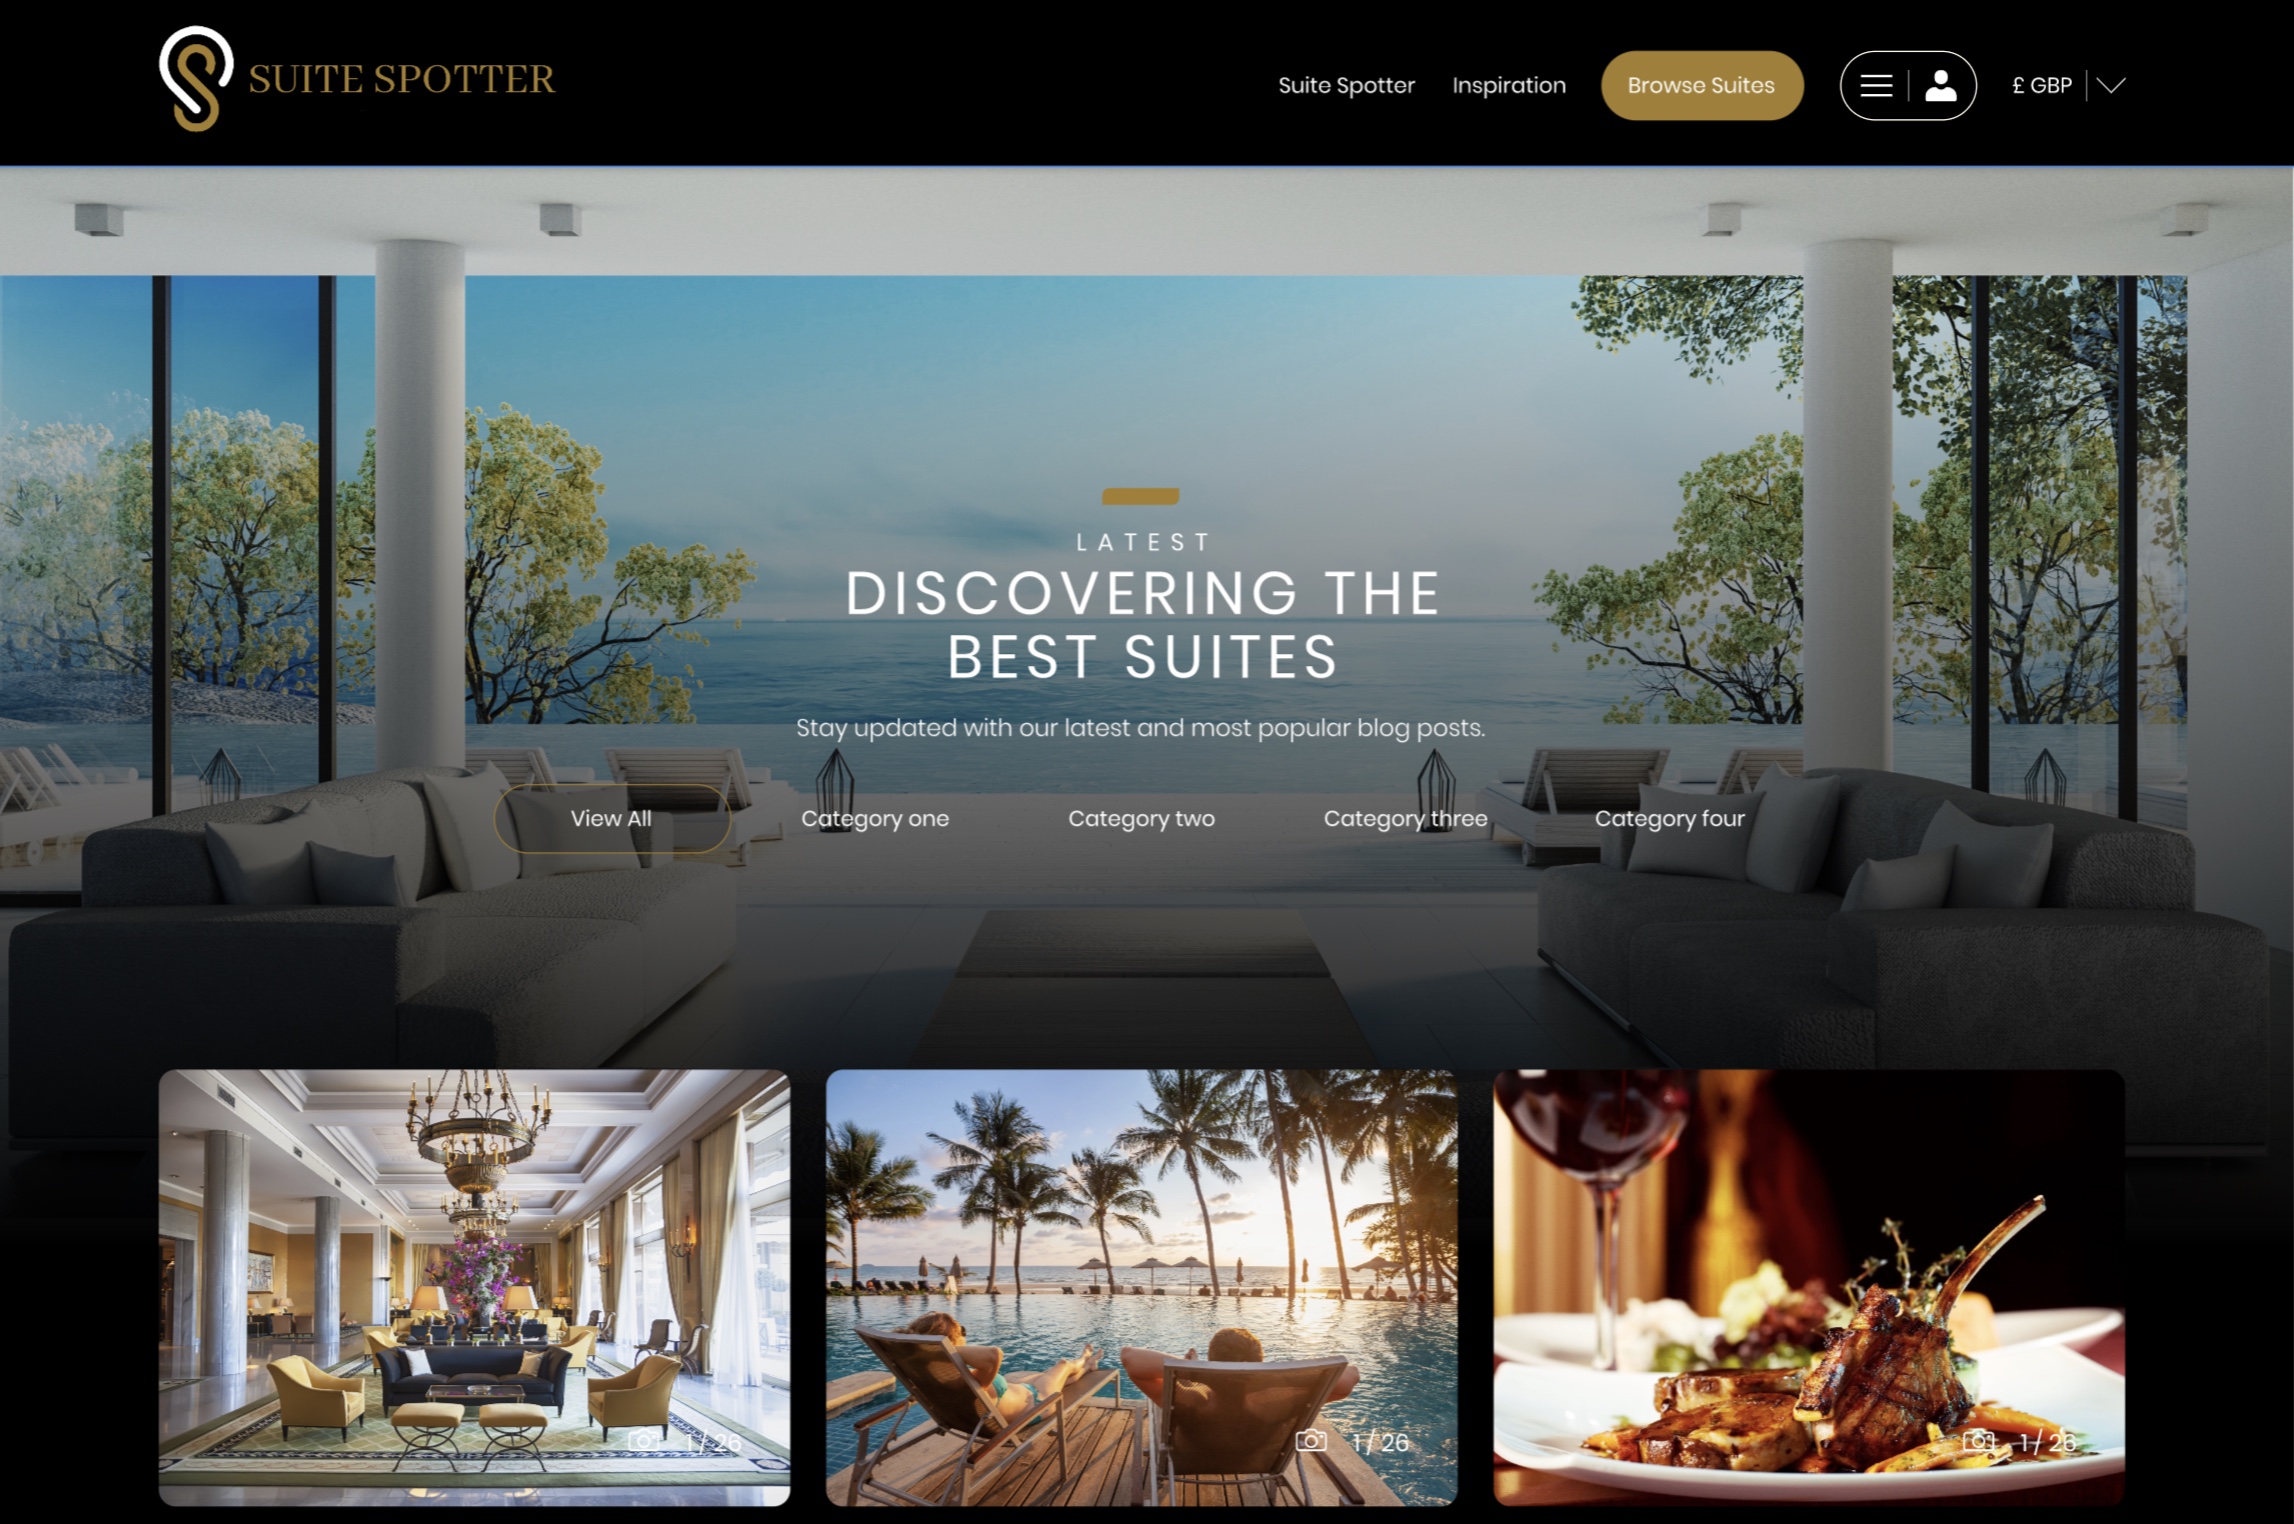 SUITE SPOTTER
Suite Spotter Inspiration Browse Suites £ GBP
LATEST
DISCOVERING THE
BEST SUITES
Stay updated with our latest and most popular blog posts.
View All Category one Category two Category three Category four
1 / 26 1 / 26 1 / 26